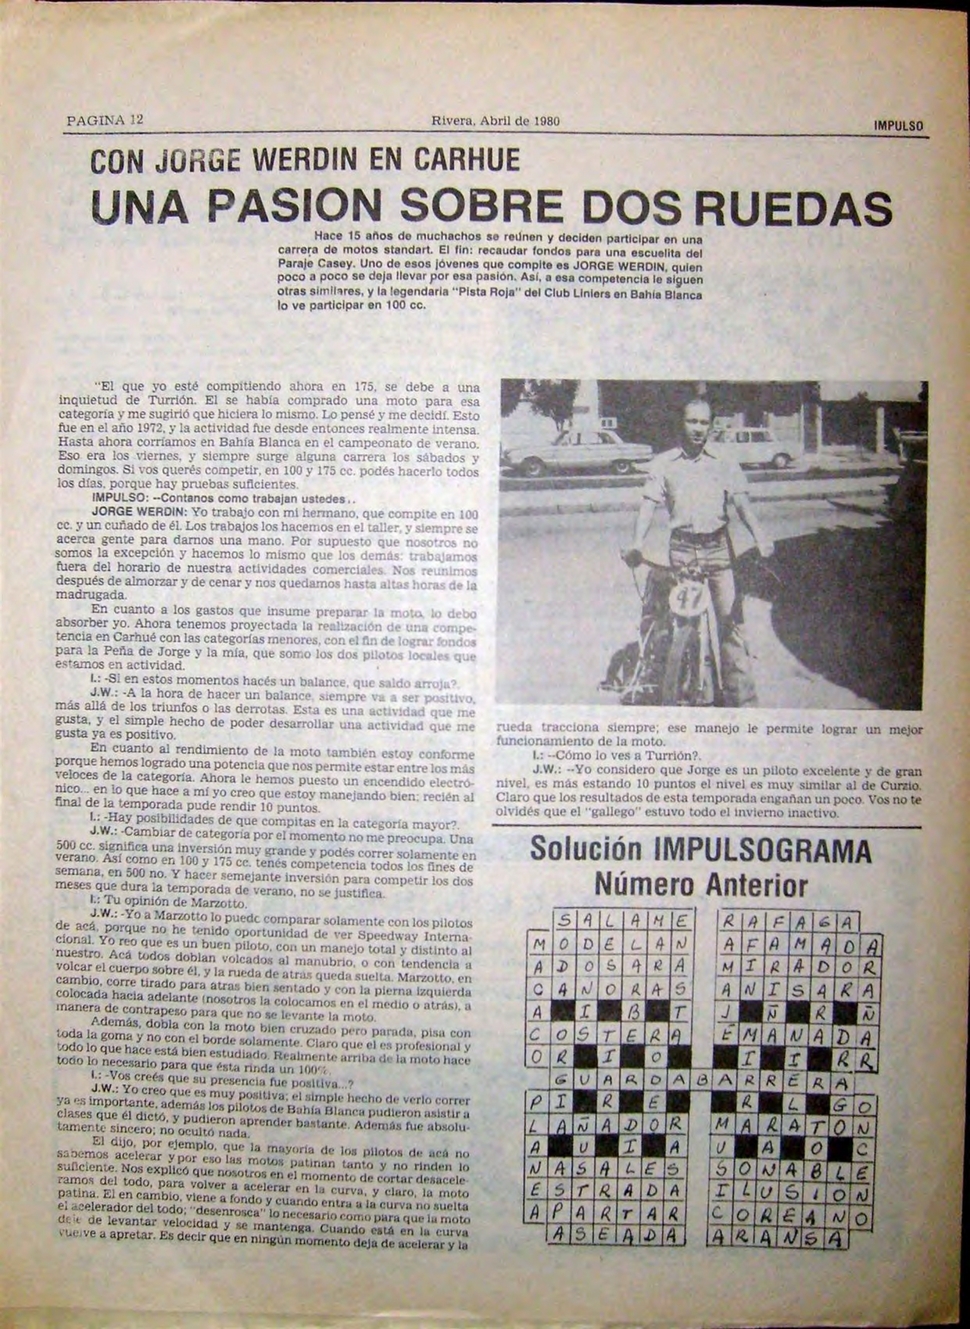 PAGINA 12
Rivera, Abril de 1980
IMPULSO
CON JORGE WERDIN EN CARHUE
UNA PASION SOBRE DOS RUEDAS
Hace 15 años de muchachos se reúnen y deciden participar en una
carrera de motos standart. El fin: recaudar fondos para una escuelita del
Paraje Casey. Uno de esos jóvenes que compite es JORGE WERDIN, quien
poco a poco se deja llevar por esa pasión. Así, a esa competencia le siguen
otras similares, y la legendaria "Pista Roja" del Club Liniers en Bahía Blanca
lo ve participar en 100 cc.
"El que yo esté compitiendo ahora en 175, se debe a una
inquietud de Turrión. El se había comprado una moto para esa
categoría y me sugirió que hiciera lo mismo. Lo pensé y me decidí. Esto
fue en el año 1972, y la actividad fue desde entonces realmente intensa.
Hasta ahora corríamos en Bahía Blanca en el campeonato de verano.
Eso era los viernes, y siempre surge alguna carrera los sábados y
domingos. Si vos querés competir, en 100 y 175 cc. podés hacerlo todos
los días, porque hay pruebas suficientes.
IMPULSO: --Contanos como trabajan ustedes..
JORGE WERDIN: Yo trabajo con mi hermano, que compite en 100
cc. y un cuñado de él. Los trabajos los hacemos en el taller, y siempre se
acerca gente para darnos una mano. Por supuesto que nosotros no
somos la excepción y hacemos lo mismo que los demás: trabajamos
fuera del horario de nuestra actividades comerciales. Nos reunimos
después de almorzar y de cenar y nos quedamos hasta altas horas de la
madrugada.
En cuanto a los gastos que insume preparar la moto, lo debo
absorber yo. Ahora tenemos proyectada la realización de una compe-
tencia en Carhué con las categorías menores, con el fin de lograr fondos
para la Peña de Jorge y la mía, que somo los dos pilotos locales que
estamos en actividad.
I.: -Si en estos momentos hacés un balance, que saldo arroja?.
J.W.: -A la hora de hacer un balance, siempre va a ser positivo,
más allá de los triunfos o las derrotas. Esta es una actividad que me
gusta, y el simple hecho de poder desarrollar una actividad que me
gusta ya es positivo.
En cuanto al rendimiento de la moto también estoy conforme
porque hemos logrado una potencia que nos permite estar entre los más
veloces de la categoría. Ahora le hemos puesto un encendido electró-
nico... en lo que hace a mí yo creo que estoy manejando bien; recién al
final de la temporada pude rendir 10 puntos.
I.: -Hay posibilidades de que compitas en la categoría mayor?.
J.W.: -Cambiar de categoría por el momento no me preocupa. Una
500 cc. significa una inversión muy grande y podés correr solamente en
verano. Así como en 100 y 175 cc. tenés competencia todos los fines de
semana, en 500 no. Y hacer semejante inversión para competir los dos
meses que dura la temporada de verano, no se justifica.
I.: Tu opinión de Marzotto.
J.W.: -Yo a Marzotto lo puedc comparar solamente con los pilotos
de acá, porque no he tenido oportunidad de ver Speedway Interna-
cional. Yo reo que es un buen piloto, con un manejo total y distinto al
nuestro. Acá todos doblan volcados al manubrio, o con tendencia a
volcar el cuerpo sobre él, y la rueda de atras queda suelta. Marzotto, en
cambio, corre tirado para atras bien sentado y con la pierna izquierda
colocada hacia adelante (nosotros la colocamos en el medio o atrás), a
manera de contrapeso para que no se levante la moto.
Además, dobla con la moto bien cruzado pero parada, pisa con
toda la goma y no con el borde solamente. Claro que el es profesional y
todo lo que hace está bien estudiado. Realmente arriba de la moto hace
todo lo necesario para que ésta rinda un 100%.
I.: -Vos creés que su presencia fue positiva...?
J.W.: Yo creo que es muy positiva; el simple hecho de verlo correr
ya es importante, además los pilotos de Bahía Blanca pudieron asistir a
clases que él dictó, y pudieron aprender bastante. Además fue absolu-
tamente sincero; no ocultó nada.
El dijo, por ejemplo, que la mayoría de los pilotos de acá no
sabemos acelerar y por eso las motos patinan tanto y no rinden lo
suficiente. Nos explicó que nosotros en el momento de cortar desacele-
ramos del todo, para volver a acelerar en la curva, y claro, la moto
patina. El en cambio, viene a fondo y cuando entra a la curva no suelta
el acelerador del todo; "desenrosca" lo necesario como para que la moto
deje de levantar velocidad y se mantenga. Cuando está en la curva
vuelve a apretar. Es decir que en ningún momento deja de acelerar y la
47
rueda tracciona siempre; ese manejo le permite lograr un mejor
funcionamiento de la moto.
I.: --Cómo lo ves a Turrión?.
J.W.: --Yo considero que Jorge es un piloto excelente y de gran
nivel, es más estando 10 puntos el nivel es muy similar al de Curzio.
Claro que los resultados de esta temporada engañan un poco. Vos no te
olvidés que el "gallego" estuvo todo el invierno inactivo.
Solución IMPULSOGRAMA
Número Anterior
SALAME RAFAGA
MODELAN AFAMADA
ADOSARA MIRADOR
CANORAS ANISARA
A I B T J Ñ R Ñ
COSTERA EMANADA
OR I O I I RR
GUARDABARRERA
PI R E R L GO
LAÑADOR MARATON
A U I A U A O C
NASALES SONABLE
ESTRADA ILUSION
APARTAR COREANO
ASEADA ARANSA